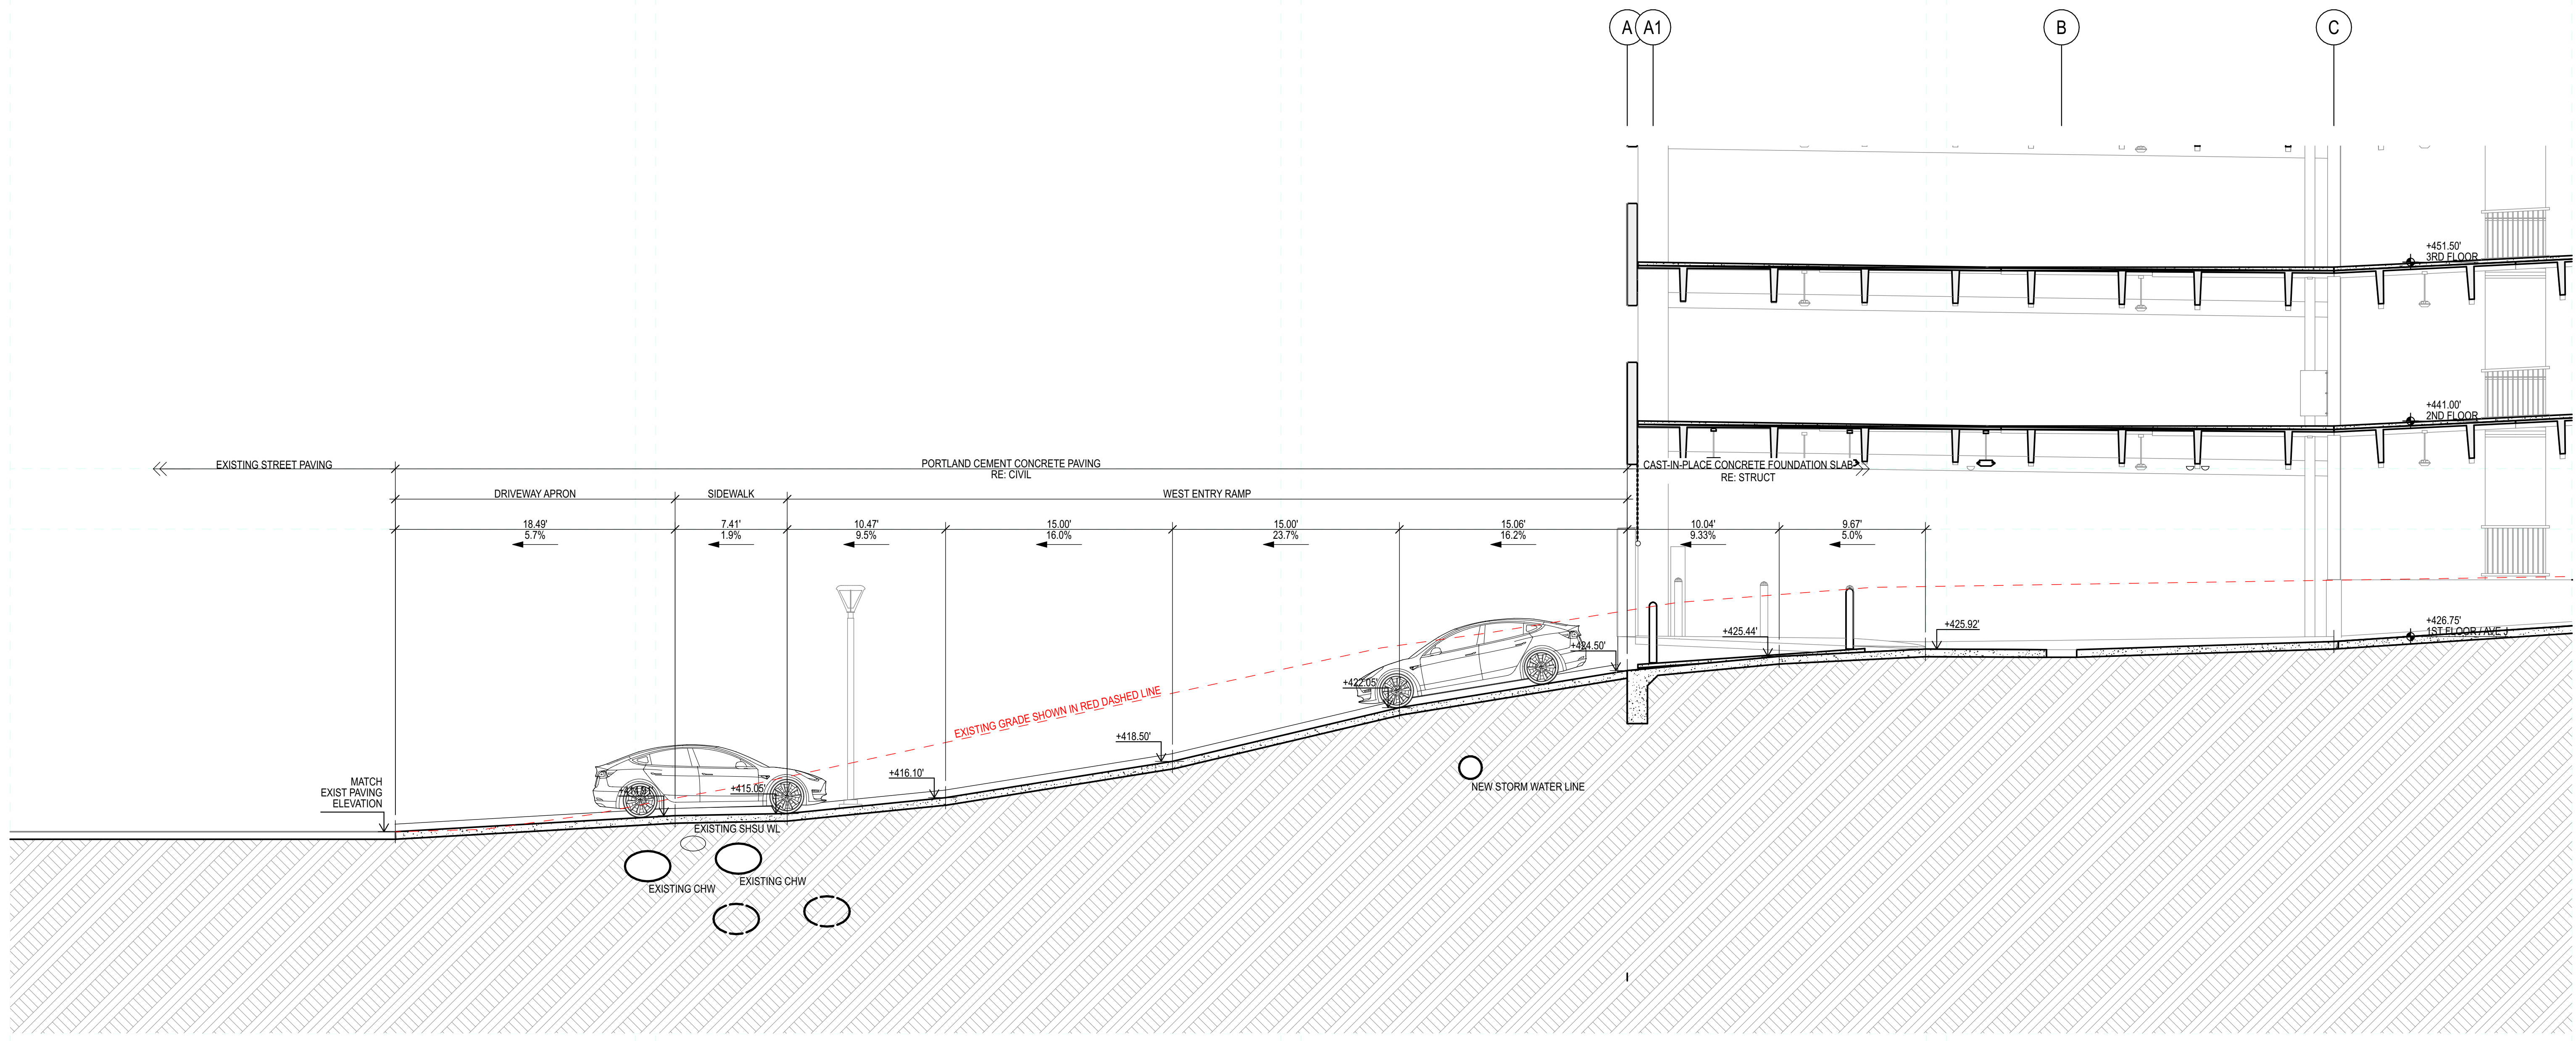 A
A1
B
C
+451.50'
3RD FLOOR
+441.00'
2ND FLOOR
EXISTING STREET PAVING
PORTLAND CEMENT CONCRETE PAVING
RE: CIVIL
CAST-IN-PLACE CONCRETE FOUNDATION SLAB
RE: STRUCT
DRIVEWAY APRON
SIDEWALK
WEST ENTRY RAMP
18.49'
5.7%
7.41'
1.9%
10.47'
9.5%
15.00'
16.0%
15.00'
23.7%
15.06'
16.2%
10.04'
9.33%
9.67'
5.0%
+425.44'
+425.92'
+426.75'
1ST FLOOR / AVE J
+424.50'
+422.05'
EXISTING GRADE SHOWN IN RED DASHED LINE
+418.50'
+416.10'
+415.05'
MATCH
EXIST PAVING
ELEVATION
NEW STORM WATER LINE
EXISTING SHSU WL
EXISTING CHW
EXISTING CHW